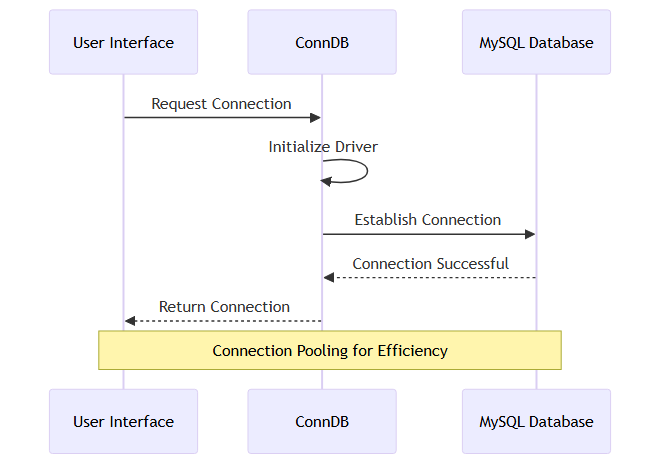 User Interface
ConnDB
MySQL Database
Request Connection
Initialize Driver
Establish Connection
Connection Successful
Return Connection
Connection Pooling for Efficiency
User Interface
ConnDB
MySQL Database